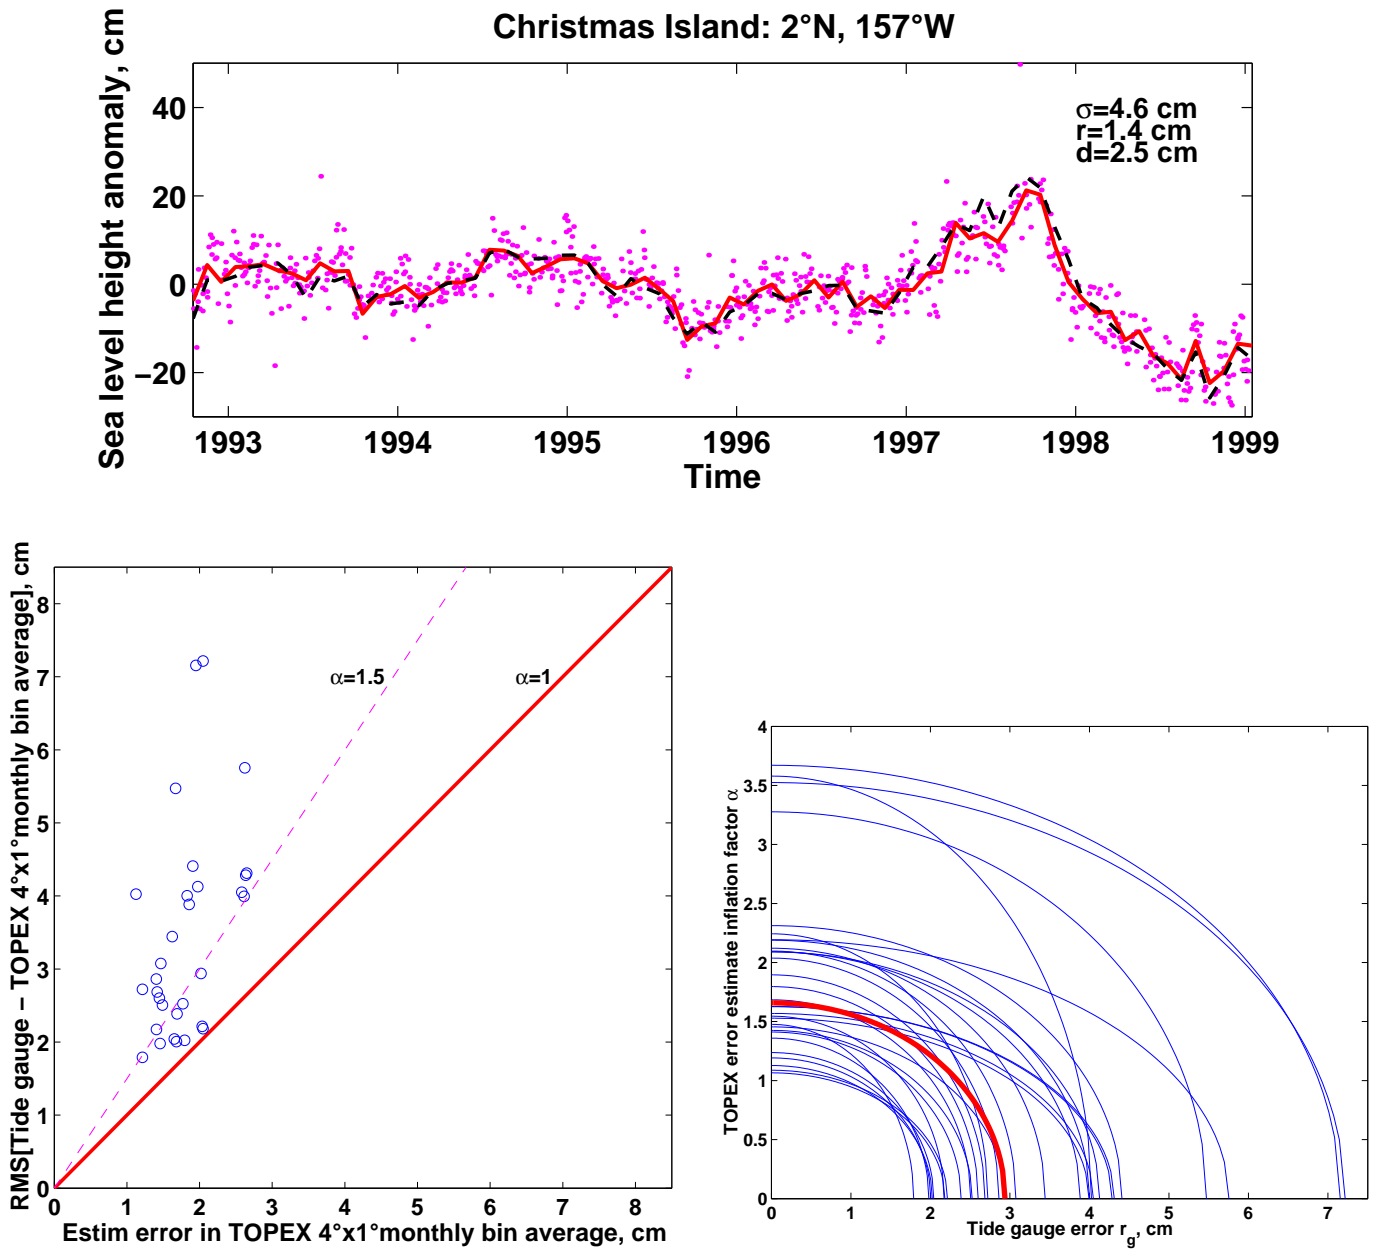 Christmas Island: 2°N, 157°W
Sea level height anomaly, cm
40
20
0
−20
σ=4.6 cm
r=1.4 cm
d=2.5 cm
1993 1994 1995 1996 1997 1998 1999
Time
RMS[Tide gauge − TOPEX 4°x1°monthly bin average], cm
8
7
6
5
4
3
2
1
0
α=1.5
α=1
0 1 2 3 4 5 6 7 8
Estim error in TOPEX 4°x1°monthly bin average, cm
TOPEX error estimate inflation factor α
4
3.5
3
2.5
2
1.5
1
0.5
0
0 1 2 3 4 5 6 7
Tide gauge error r_g, cm